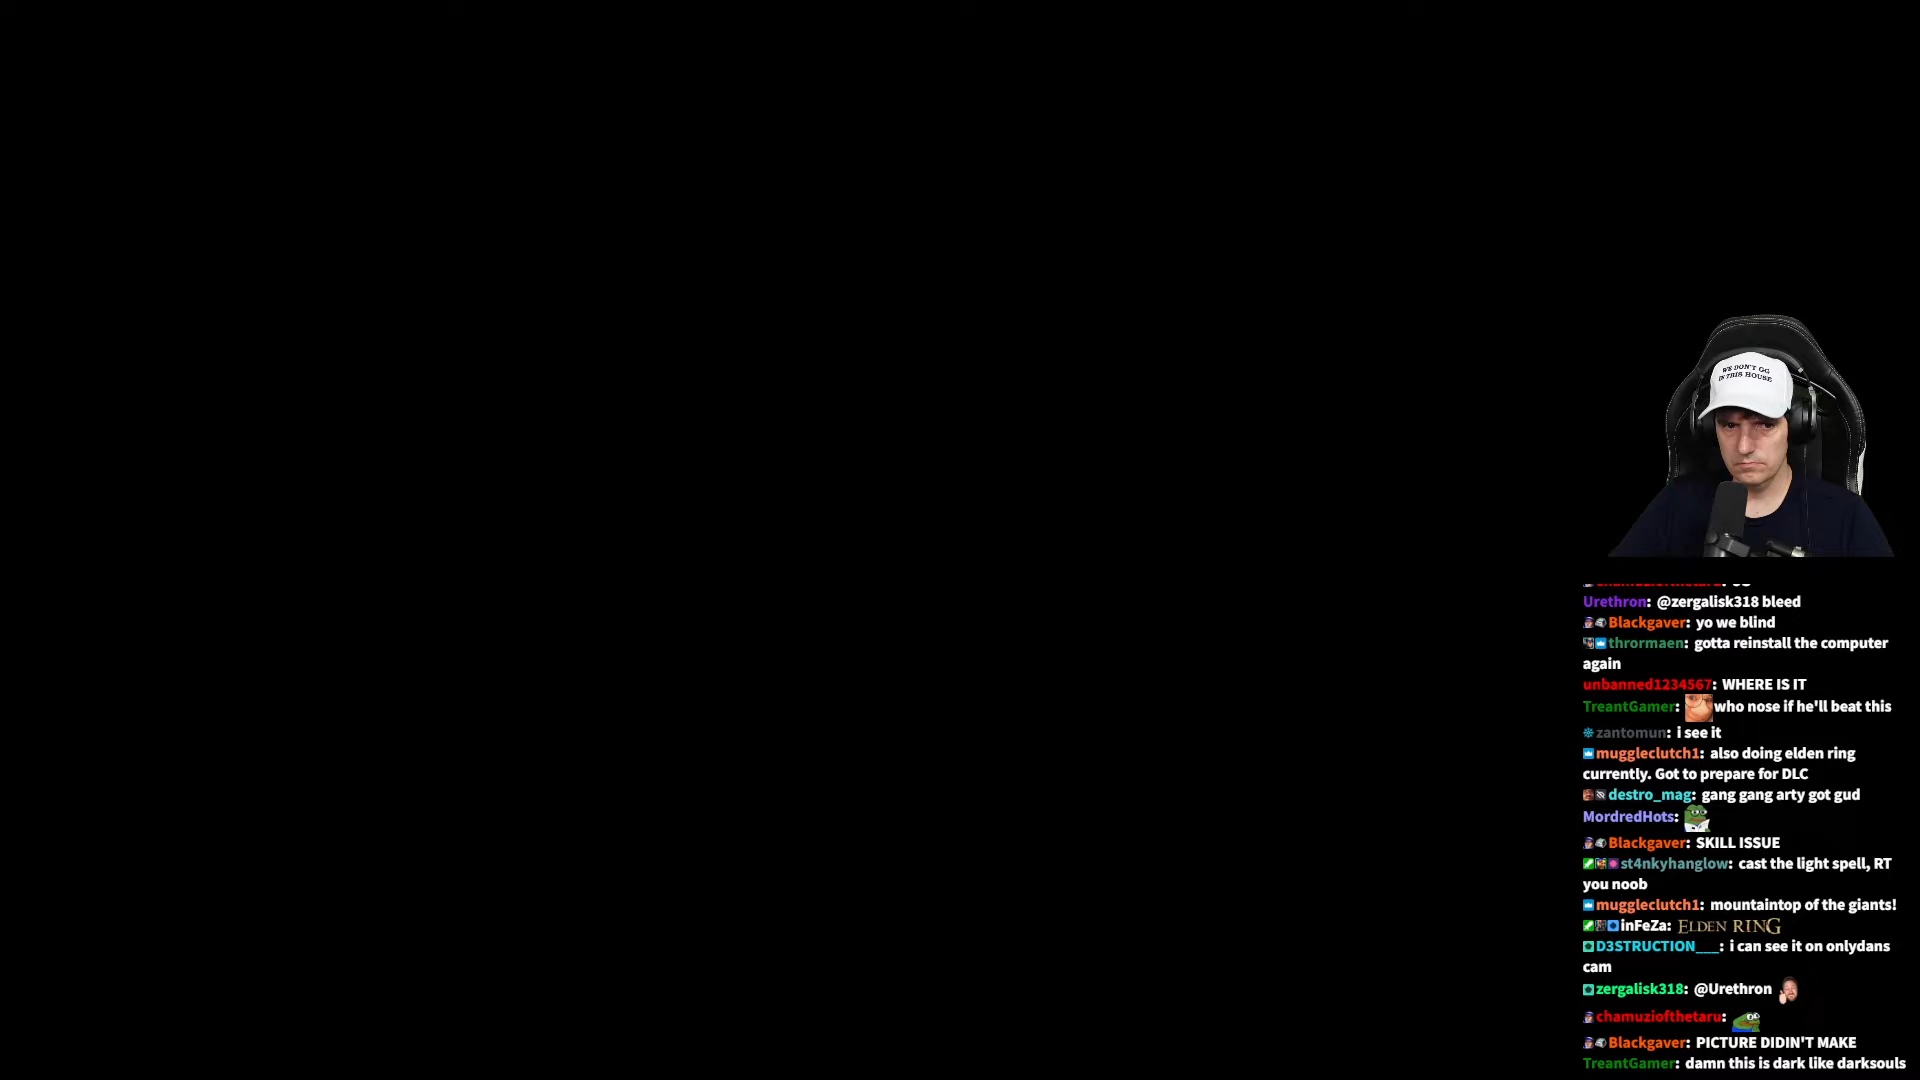 WE DON'T GG
IN THIS HOUSE
Urethron: @zergalisk318 bleed
Blackgaver: yo we blind
thrormaen: gotta reinstall the computer
again
unbanned1234567: WHERE IS IT
TreantGamer: who nose if he'll beat this
zantomun: i see it
muggleclutch1: also doing elden ring
currently. Got to prepare for DLC
destro_mag: gang gang arty got gud
MordredHots:
Blackgaver: SKILL ISSUE
st4nkyhanglow: cast the light spell, RT
you noob
muggleclutch1: mountaintop of the giants!
inFeZa: ELDEN RING
D3STRUCTION___: i can see it on onlydans
cam
zergalisk318: @Urethron
chamuziofthetaru:
Blackgaver: PICTURE DIDIN'T MAKE
TreantGamer: damn this is dark like darksouls